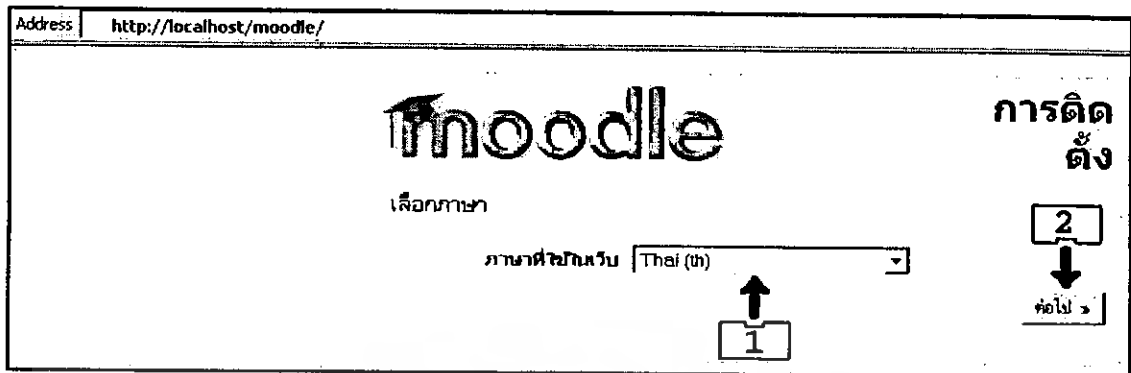 Address http://localhost/moodle/
moodle
การติด
ตั้ง
เลือกภาษา
ภาษาที่ใช้ในเว็บ Thai (th)
2
ต่อไป »
1